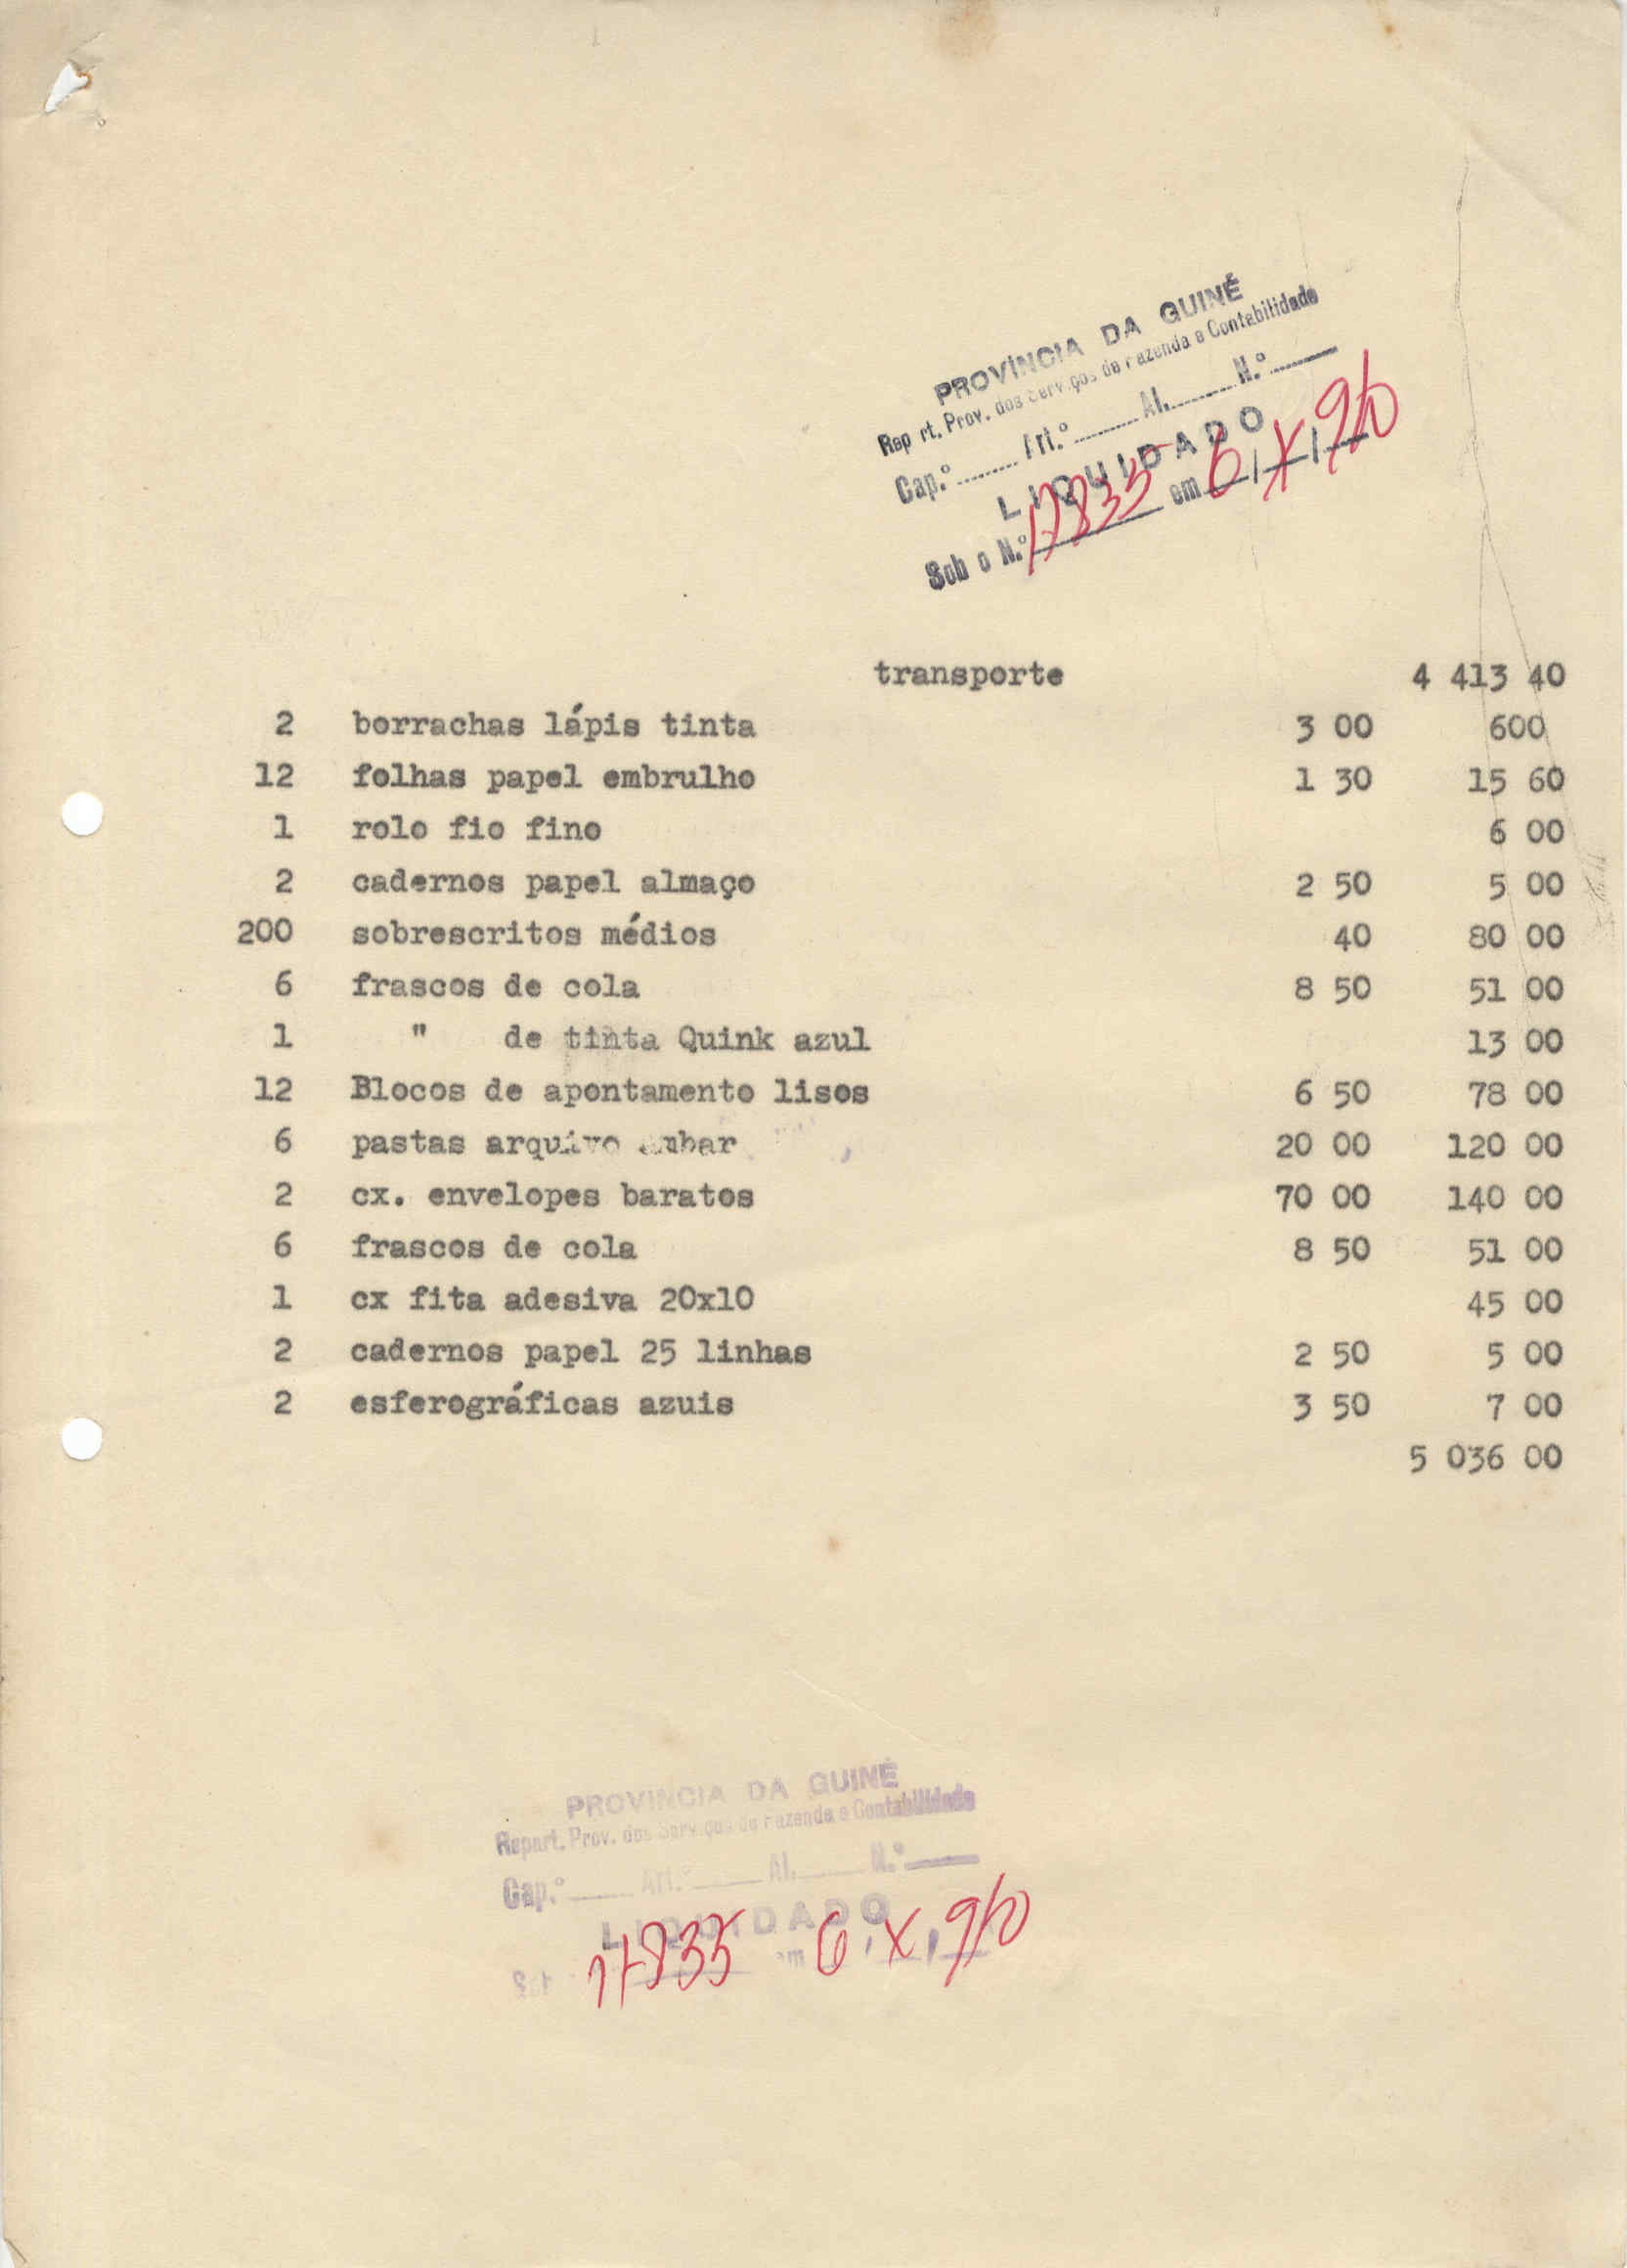 PROVÍNCIA DA GUINÉ
Repart. Prov. dos Serviços de Fazenda e Contabilidade
Cap.º Art.º Al. N.º
LIQUIDADO
Sob o N.º 17835 em 6/X/970
transporte 4 413 40
2 borrachas lápis tinta 3 00 600
12 folhas papel embrulho 1 30 15 60
1 rolo fio fino 6 00
2 cadernos papel almaço 2 50 5 00
200 sobrescritos médios 40 80 00
6 frascos de cola 8 50 51 00
1 " de tinta Quink azul 13 00
12 Blocos de apontamento lisos 6 50 78 00
6 pastas arquivo ambar 20 00 120 00
2 cx. envelopes baratos 70 00 140 00
6 frascos de cola 8 50 51 00
1 cx fita adesiva 20x10 45 00
2 cadernos papel 25 linhas 2 50 5 00
2 esferográficas azuis 3 50 7 00
5 036 00
PROVÍNCIA DA GUINÉ
Repart. Prov. dos Serviços de Fazenda e Contabilidade
Cap.º Art.º Al. N.º
LIQUIDADO
17835 em 6/X/970